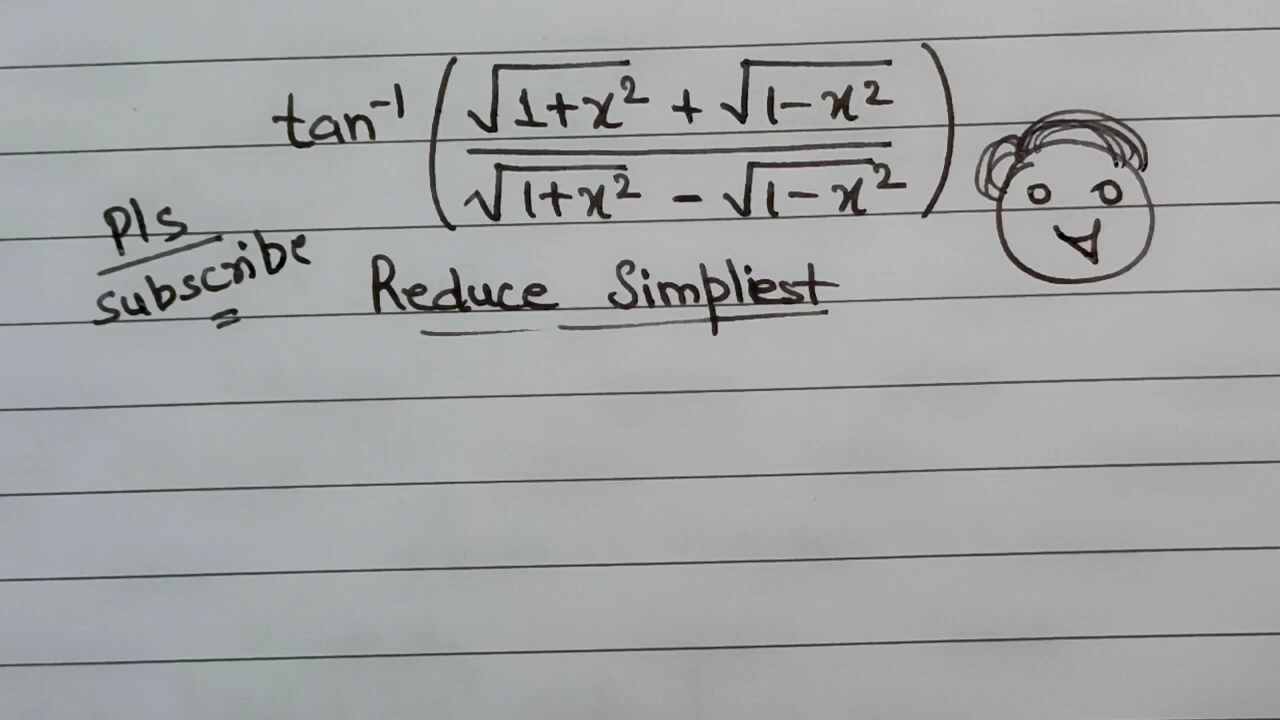 tan⁻¹ ( (√(1+x²) + √(1-x²)) / (√(1+x²) - √(1-x²)) )
Pls
subscribe
Reduce Simpliest